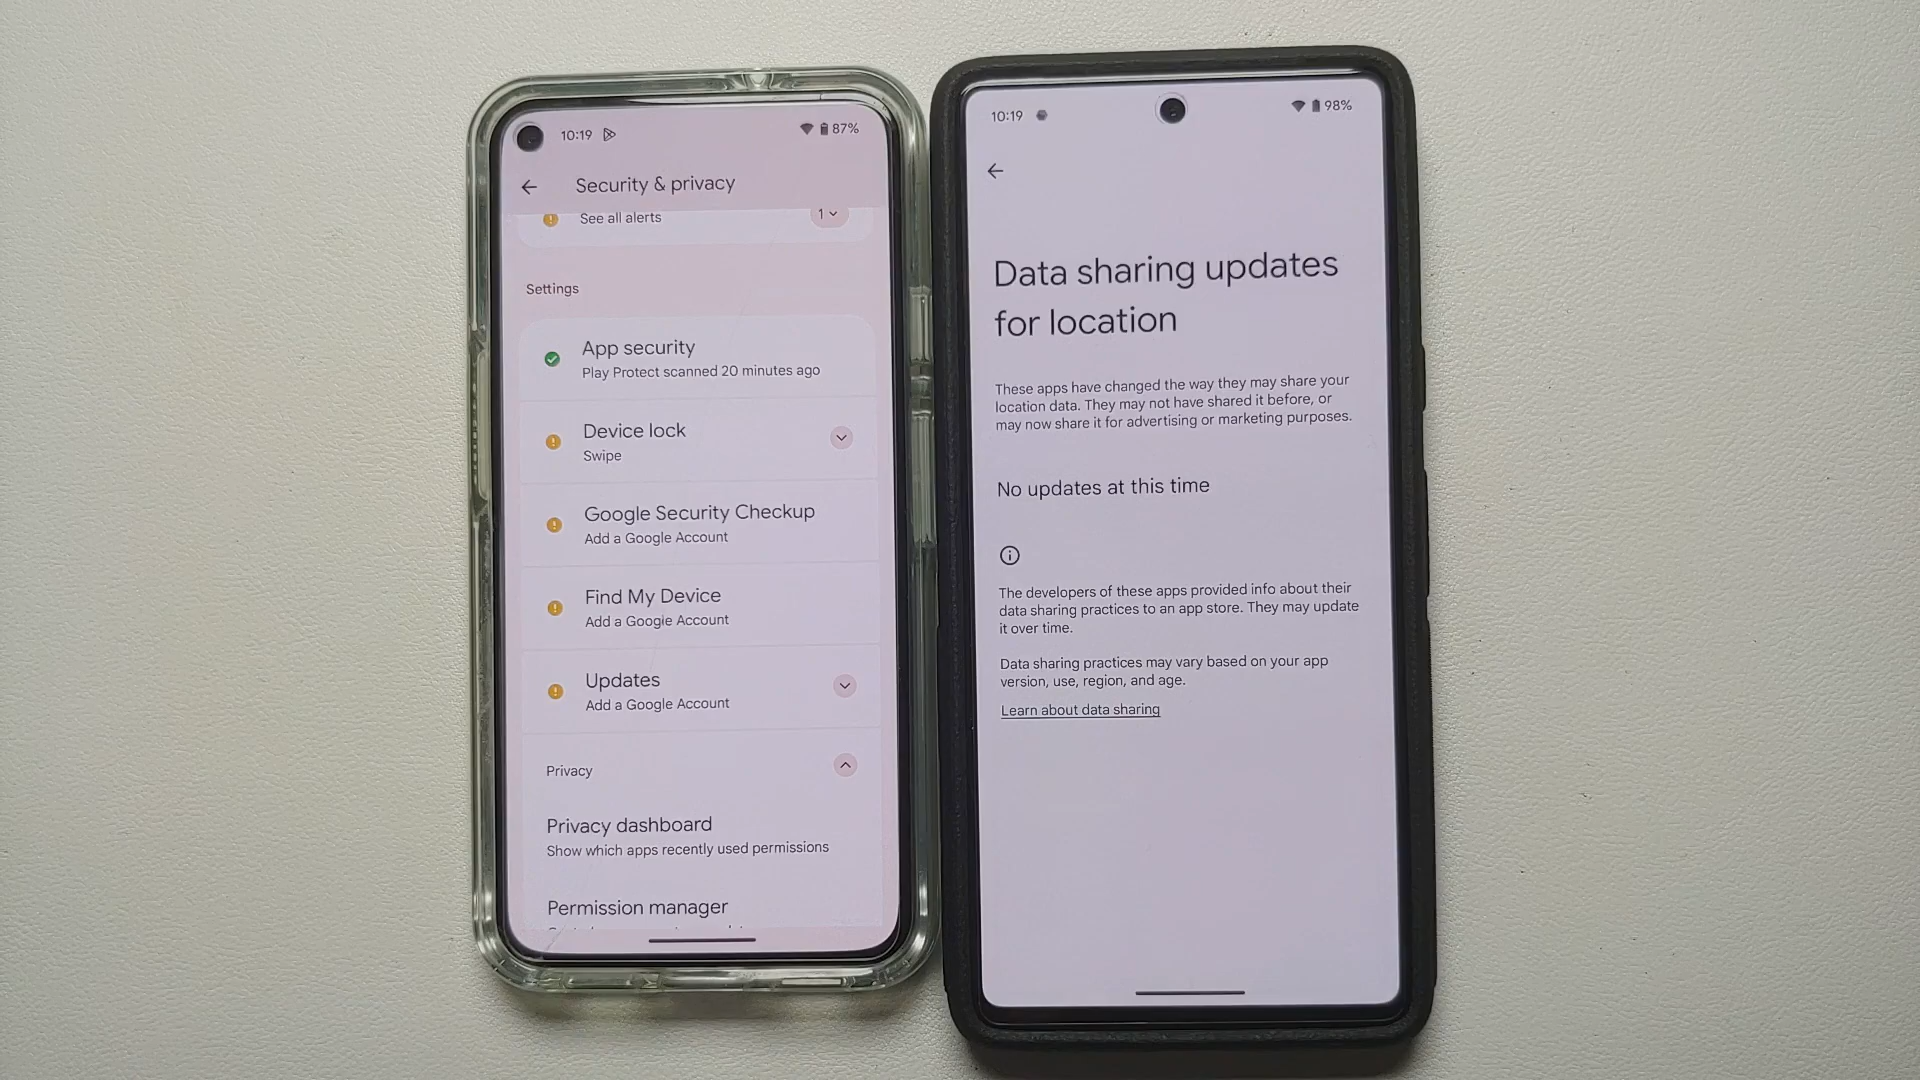 10:19
87%
Security & privacy
See all alerts
1
Settings
App security
Play Protect scanned 20 minutes ago
Device lock
Swipe
Google Security Checkup
Add a Google Account
Find My Device
Add a Google Account
Updates
Add a Google Account
Privacy
Privacy dashboard
Show which apps recently used permissions
Permission manager
10:19
98%
Data sharing updates
for location
These apps have changed the way they may share your
location data. They may not have shared it before, or
may now share it for advertising or marketing purposes.
No updates at this time
The developers of these apps provided info about their
data sharing practices to an app store. They may update
it over time.
Data sharing practices may vary based on your app
version, use, region, and age.
Learn about data sharing